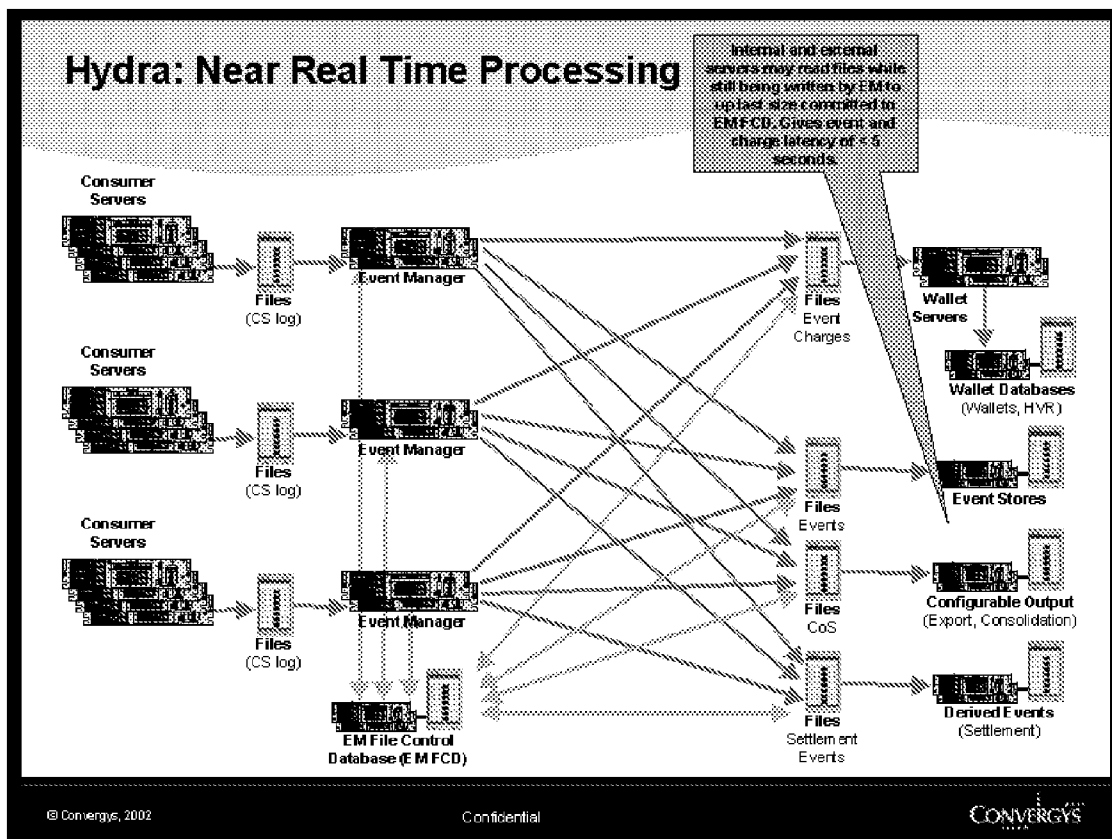 Hydra: Near Real Time Processing
Internal and external
servers may read files while
still being written by EM to
up last size committed to
EMFCD. Gives event and
charge latency of < 5
seconds.
Consumer
Servers
Files
(CS log)
Event Manager
Files
Event
Charges
Wallet
Servers
Wallet Databases
(Wallets, HVR)
Consumer
Servers
Files
(CS log)
Event Manager
Files
Events
Event Stores
Consumer
Servers
Files
(CS log)
Event Manager
Files
CoS
Configurable Output
(Export, Consolidation)
EM File Control
Database (EMFCD)
Files
Settlement
Events
Derived Events
(Settlement)
© Convergys, 2002
Confidential
CONVERGYS